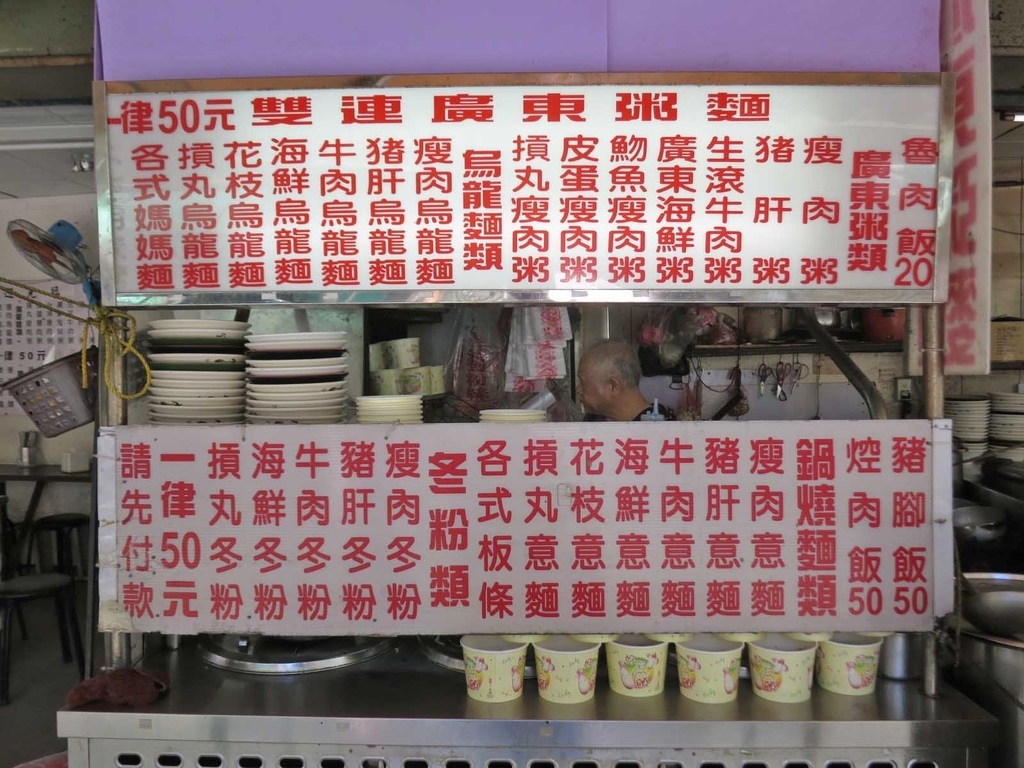 雙連廣東粥麵
一律50元
魯肉飯20
廣東粥類
瘦肉粥
猪肝粥
生滾牛肉粥
廣東海鮮粥
魩魚瘦肉粥
皮蛋瘦肉粥
摃丸瘦肉粥
烏龍麵類
瘦肉烏龍麵
猪肝烏龍麵
牛肉烏龍麵
海鮮烏龍麵
花枝烏龍麵
摃丸烏龍麵
各式媽媽麵
豬腳飯50
焢肉飯50
鍋燒麵類
瘦肉意麵
豬肝意麵
牛肉意麵
海鮮意麵
花枝意麵
摃丸意麵
各式板條
冬粉類
瘦肉冬粉
豬肝冬粉
牛肉冬粉
海鮮冬粉
摃丸冬粉
一律50元
請先付款
一律50元